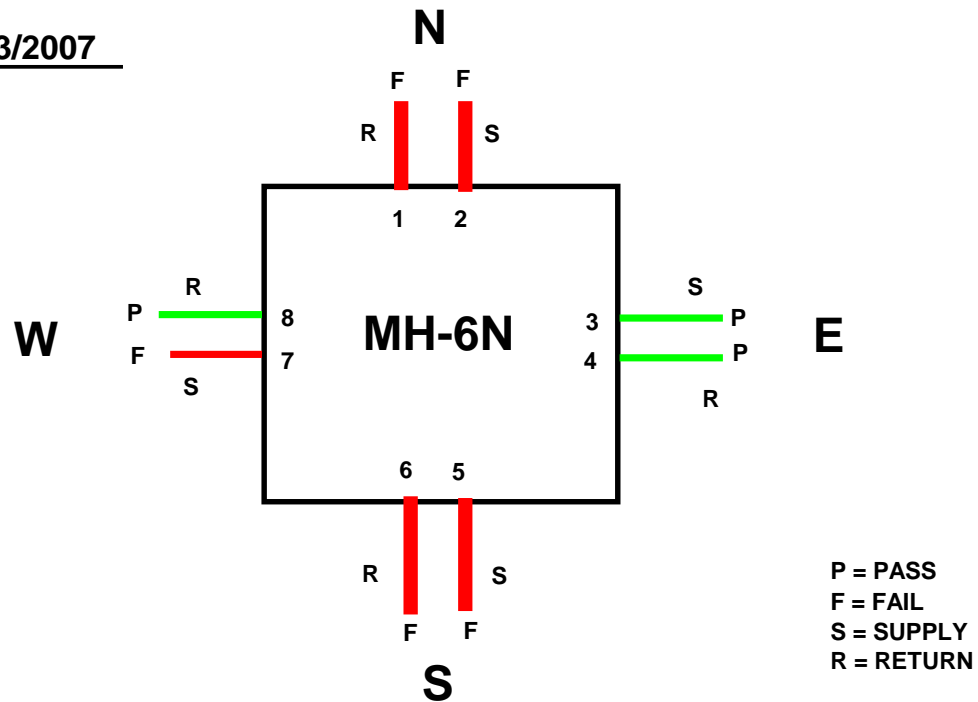 3/2007
N
F F
R S
1 2
R S
P 8 3 P
W MH-6N E
F 7 4 P
S R
6 5
R S
F F
S
P = PASS
F = FAIL
S = SUPPLY
R = RETURN